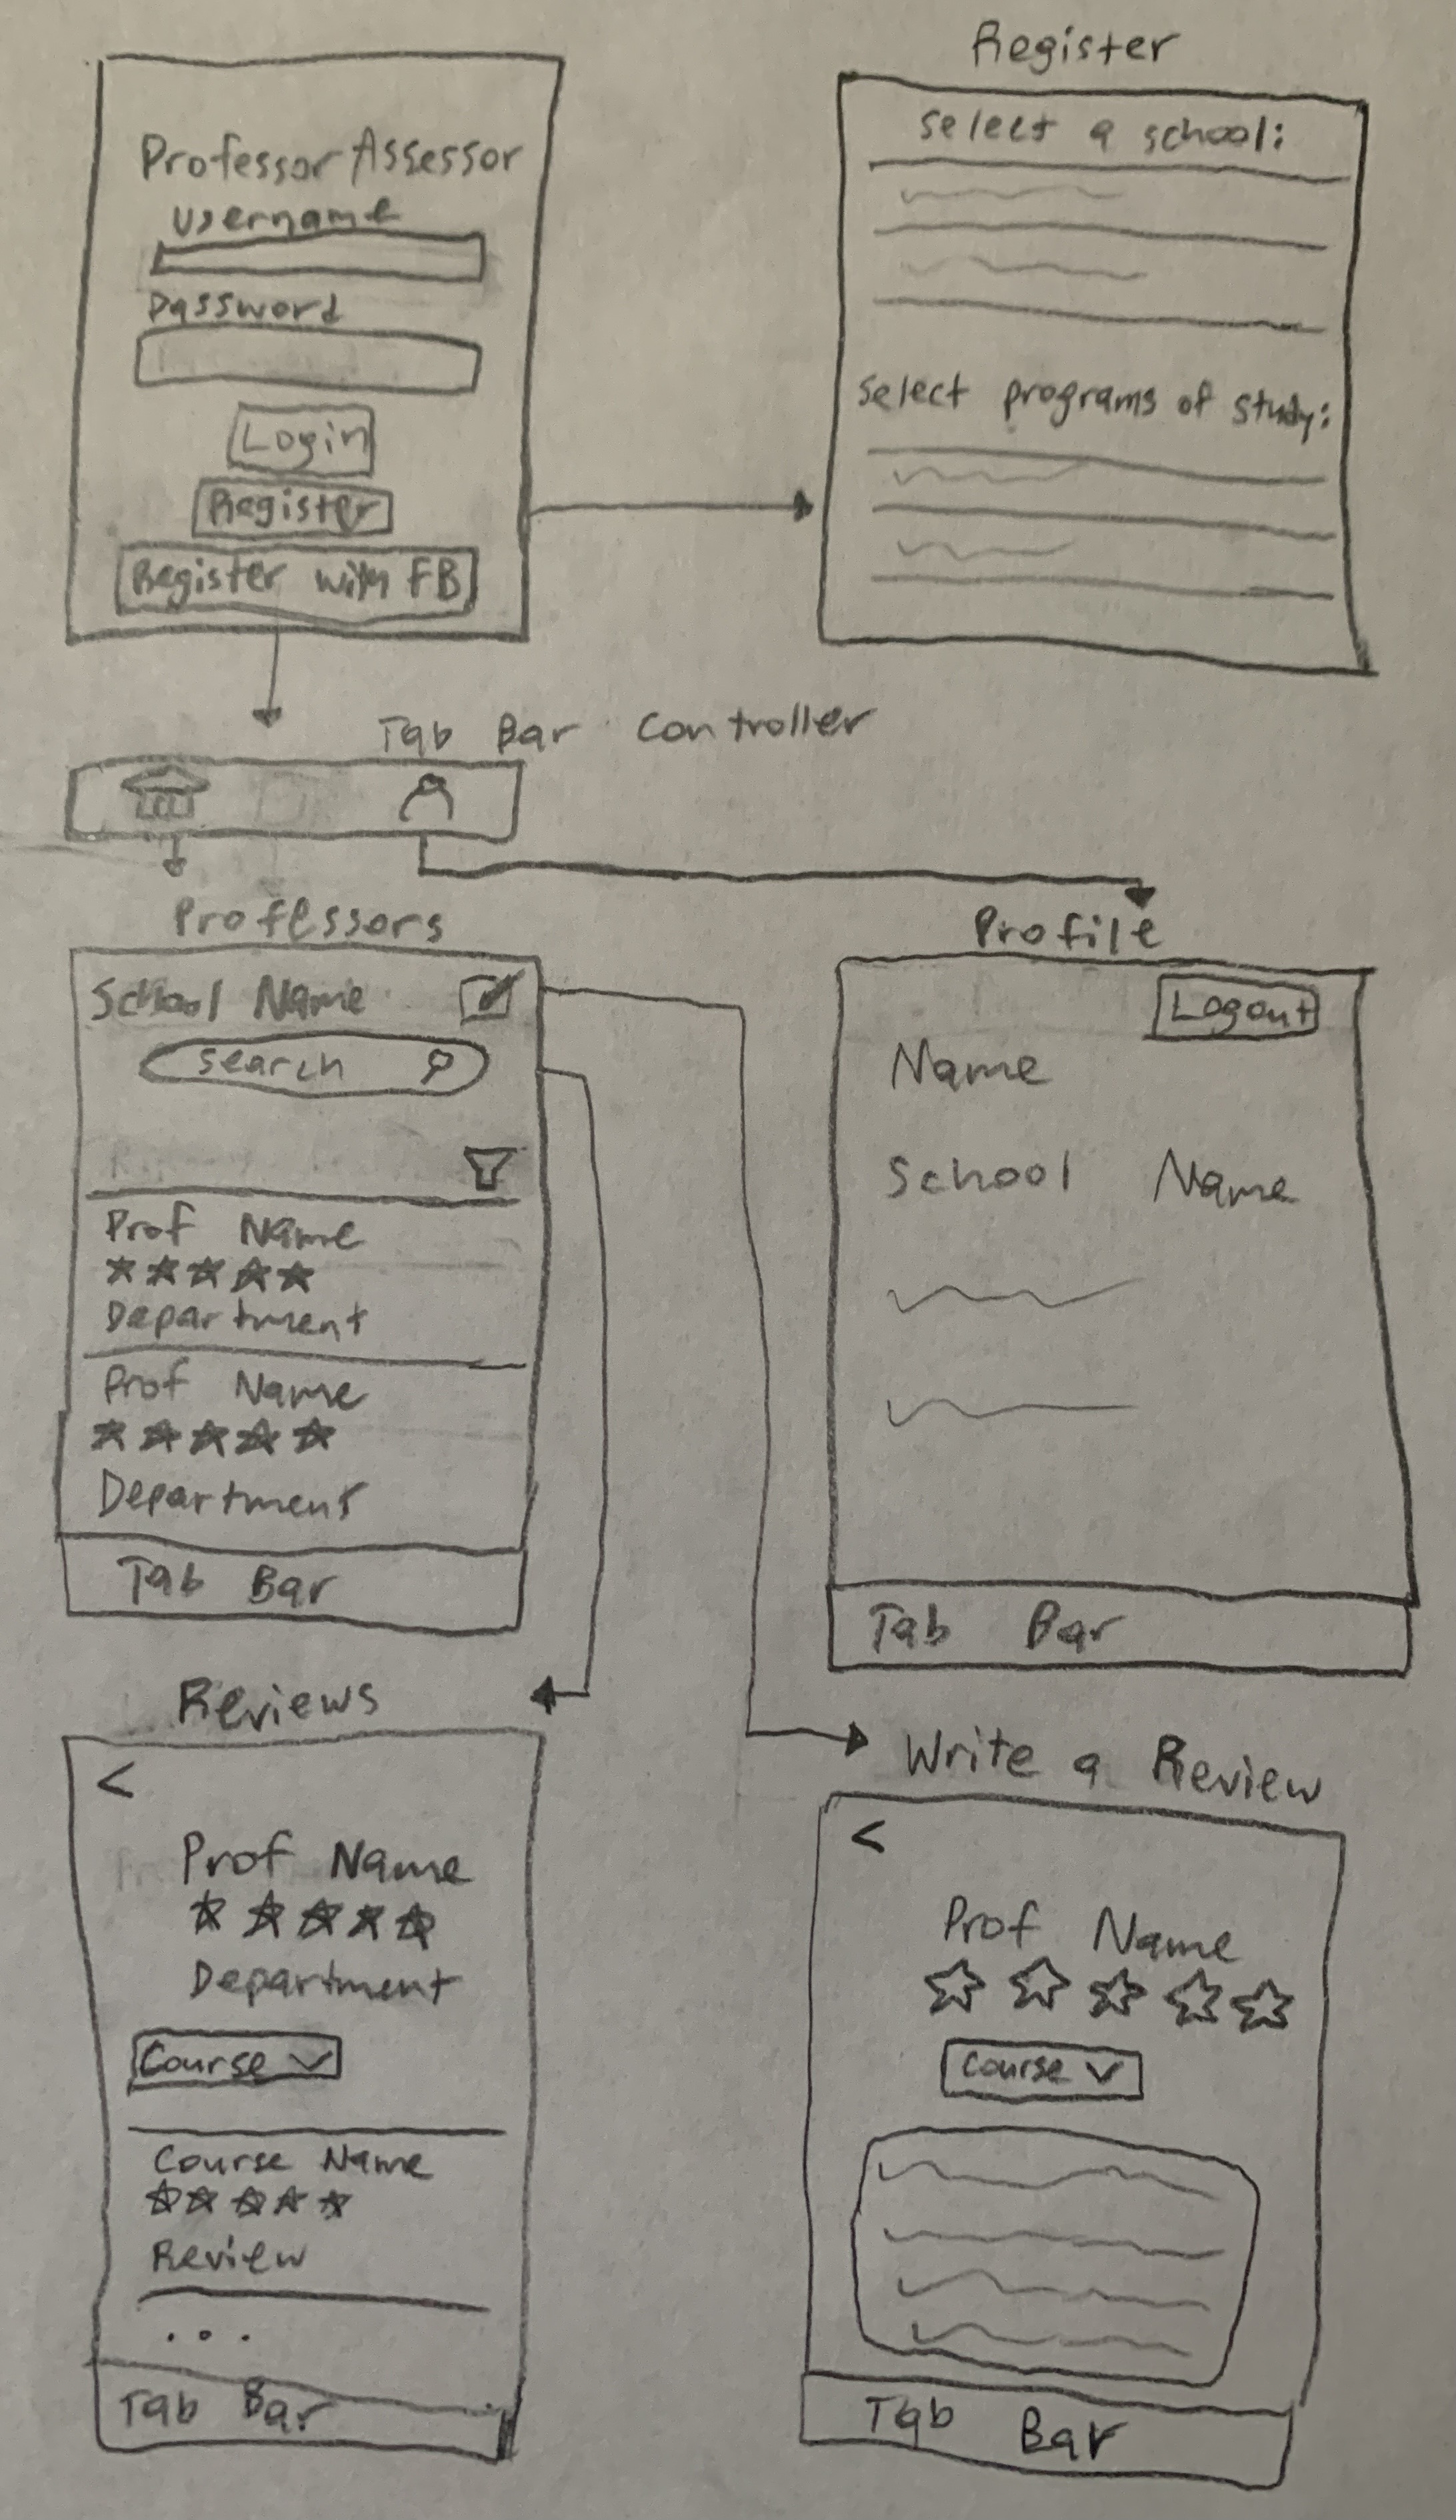 Professor Assessor
username
Password
Login
Register
Register with FB
Register
select a school:
select programs of study:
Tab Bar Controller
Professors
School Name
search
Prof Name
Department
Prof Name
Department
Tab Bar
Profile
Logout
Name
School Name
Tab Bar
Reviews
<
Prof Name
Department
Course
Course Name
Review
...
Tab Bar
Write a Review
<
Prof Name
Course
Tab Bar